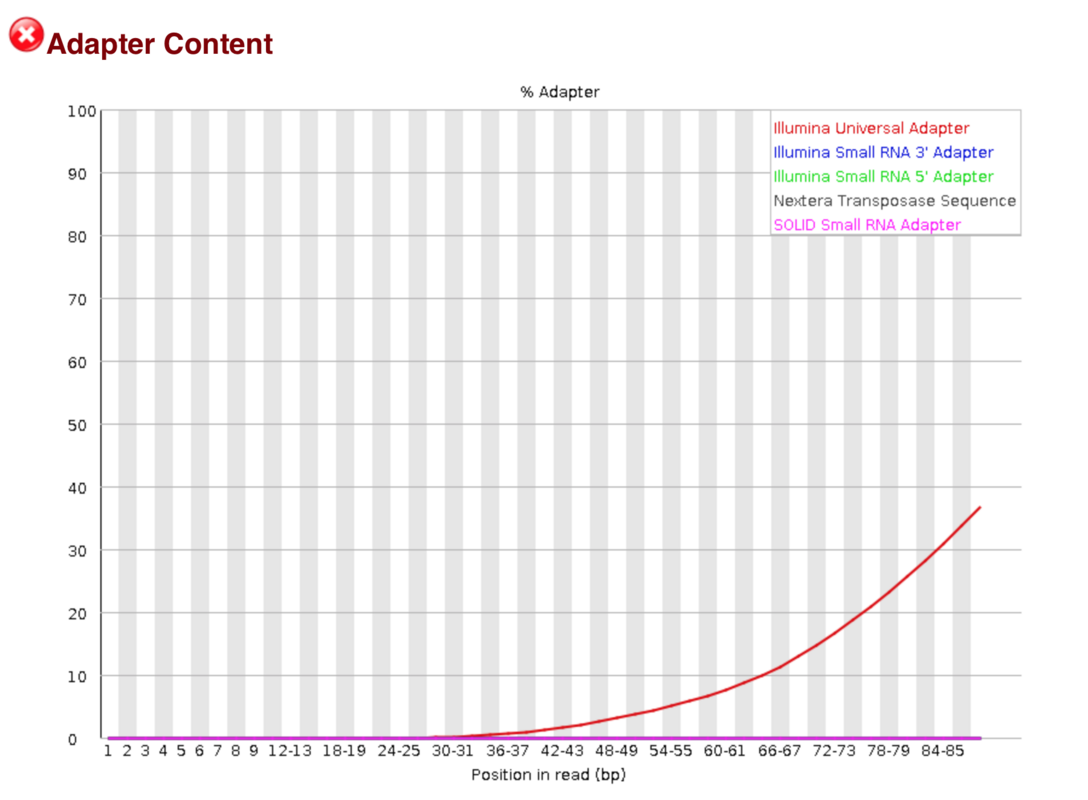 Adapter Content
% Adapter
100
90
80
70
60
50
40
30
20
10
0
Illumina Universal Adapter
Illumina Small RNA 3' Adapter
Illumina Small RNA 5' Adapter
Nextera Transposase Sequence
SOLID Small RNA Adapter
1 2 3 4 5 6 7 8 9 12-13 18-19 24-25 30-31 36-37 42-43 48-49 54-55 60-61 66-67 72-73 78-79 84-85
Position in read (bp)